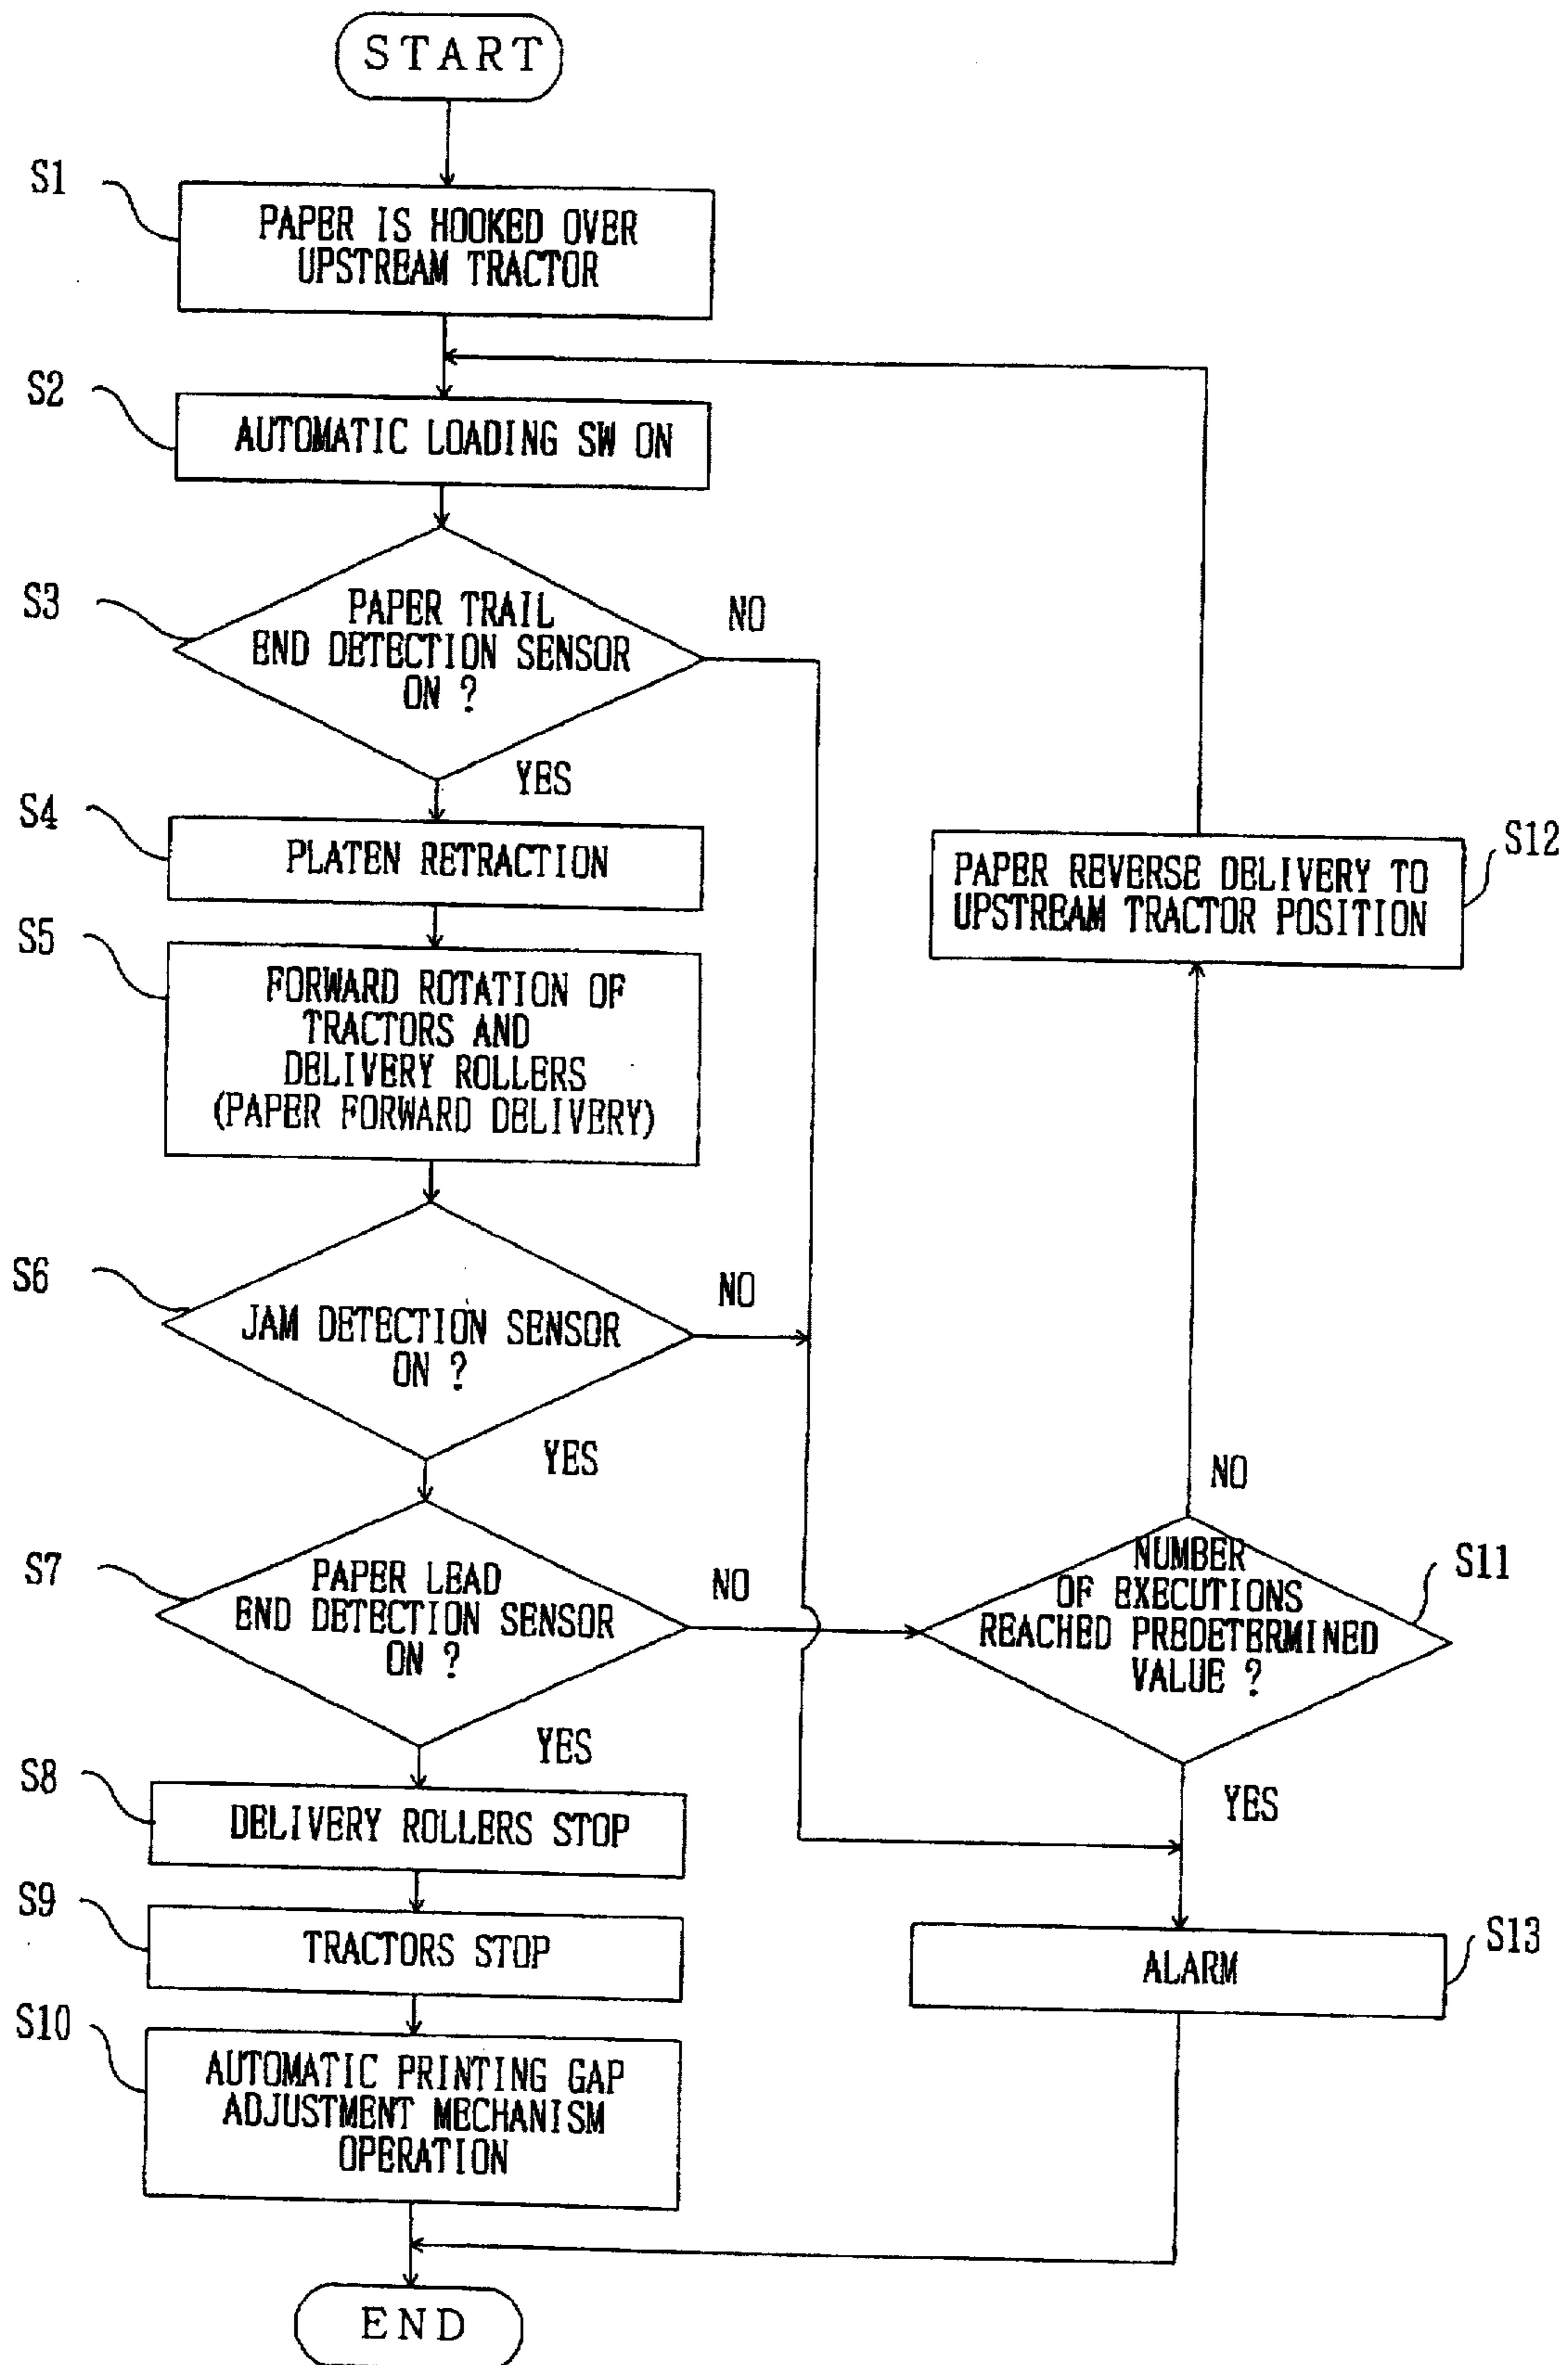 START
S1
PAPER IS HOOKED OVER
UPSTREAM TRACTOR
S2
AUTOMATIC LOADING SW ON
S3
PAPER TRAIL
END DETECTION SENSOR
ON ?
NO
YES
S4
PLATEN RETRACTION
S12
PAPER REVERSE DELIVERY TO
UPSTREAM TRACTOR POSITION
S5
FORWARD ROTATION OF
TRACTORS AND
DELIVERY ROLLERS
(PAPER FORWARD DELIVERY)
S6
JAM DETECTION SENSOR
ON ?
NO
YES
S7
PAPER LEAD
END DETECTION SENSOR
ON ?
NO
YES
NO
S11
NUMBER
OF EXECUTIONS
REACHED PREDETERMINED
VALUE ?
YES
S8
DELIVERY ROLLERS STOP
S9
TRACTORS STOP
S13
ALARM
S10
AUTOMATIC PRINTING GAP
ADJUSTMENT MECHANISM
OPERATION
END